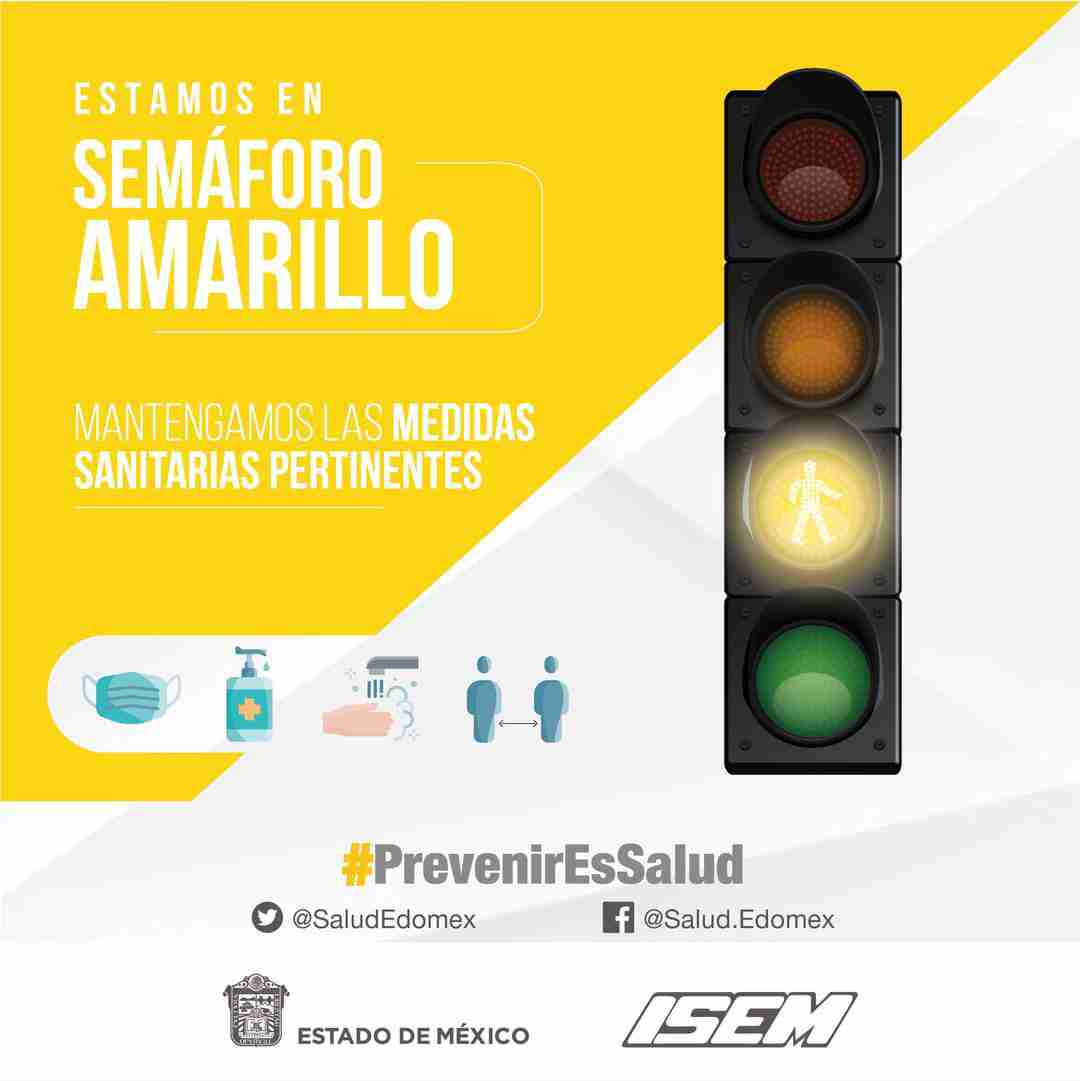 ESTAMOS EN
SEMÁFORO
AMARILLO
MANTENGAMOS LAS MEDIDAS
SANITARIAS PERTINENTES
#PrevenirEsSalud
@SaludEdomex
@Salud.Edomex
ESTADO DE MÉXICO
ISEM